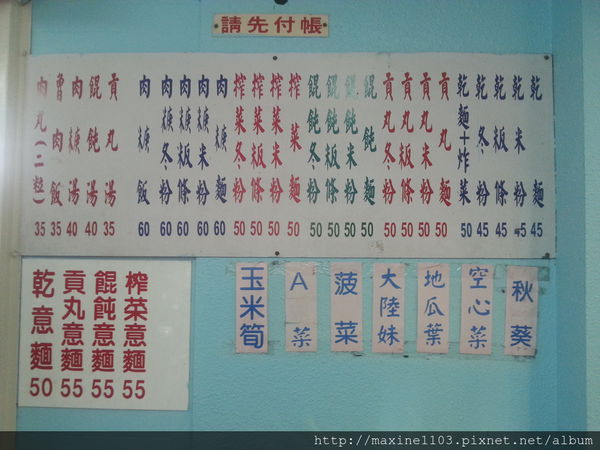 請先付帳
乾麵 45
乾米粉 45
乾粄條 45
乾冬粉 45
乾麵+炸菜 50
貢丸麵 50
貢丸米粉 50
貢丸粄條 50
貢丸冬粉 50
餛飩麵 50
餛飩米粉 50
餛飩粄條 50
餛飩冬粉 50
榨菜麵 50
榨菜米粉 50
榨菜粄條 50
榨菜冬粉 50
肉焿麵 60
肉焿米粉 60
肉焿粄條 60
肉焿冬粉 60
肉焿飯 60
貢丸湯 35
餛飩湯 40
肉焿湯 40
魯肉飯 35
肉丸(二粒) 35
榨菜意麵 55
餛飩意麵 55
貢丸意麵 55
乾意麵 50
秋葵
空心菜
地瓜葉
大陸妹
菠菜
A菜
玉米筍
http://maxine1103.pixnet.net/album